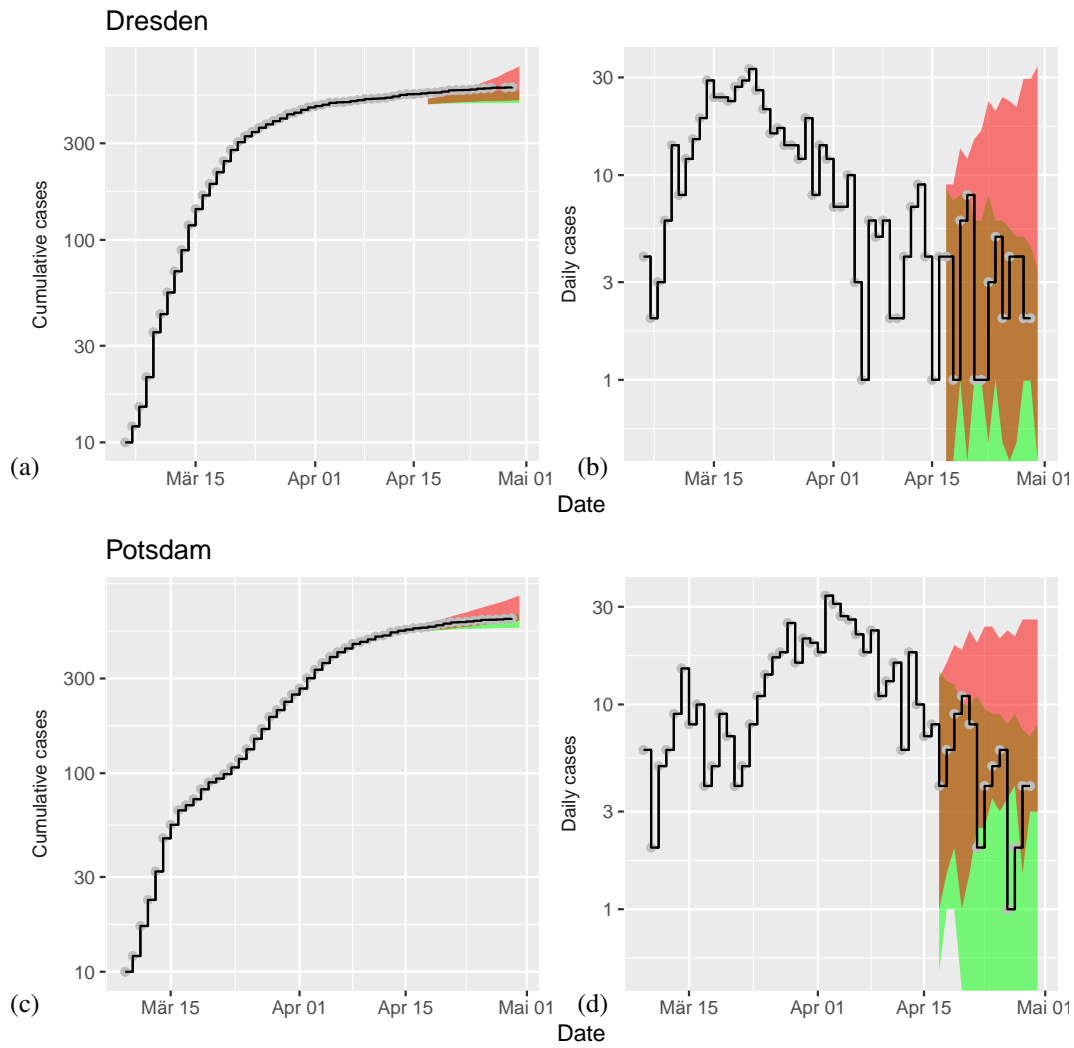 Dresden
Cumulative cases
300
100
30
10
(a)
Mär 15
Apr 01
Apr 15
Mai 01
Daily cases
30
10
3
1
(b)
Mär 15
Apr 01
Apr 15
Mai 01
Date
Potsdam
Cumulative cases
300
100
30
10
(c)
Mär 15
Apr 01
Apr 15
Mai 01
Daily cases
30
10
3
1
(d)
Mär 15
Apr 01
Apr 15
Mai 01
Date